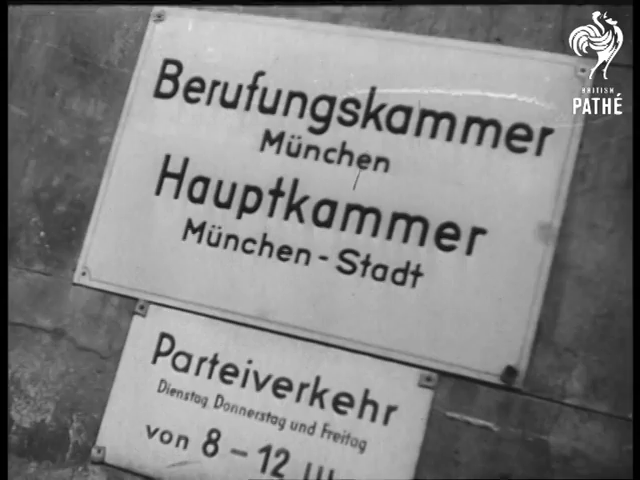 BRITISH
PATHÉ
Berufungskammer
München
Hauptkammer
München-Stadt
Parteiverkehr
Dienstag, Donnerstag und Freitag
von 8-12